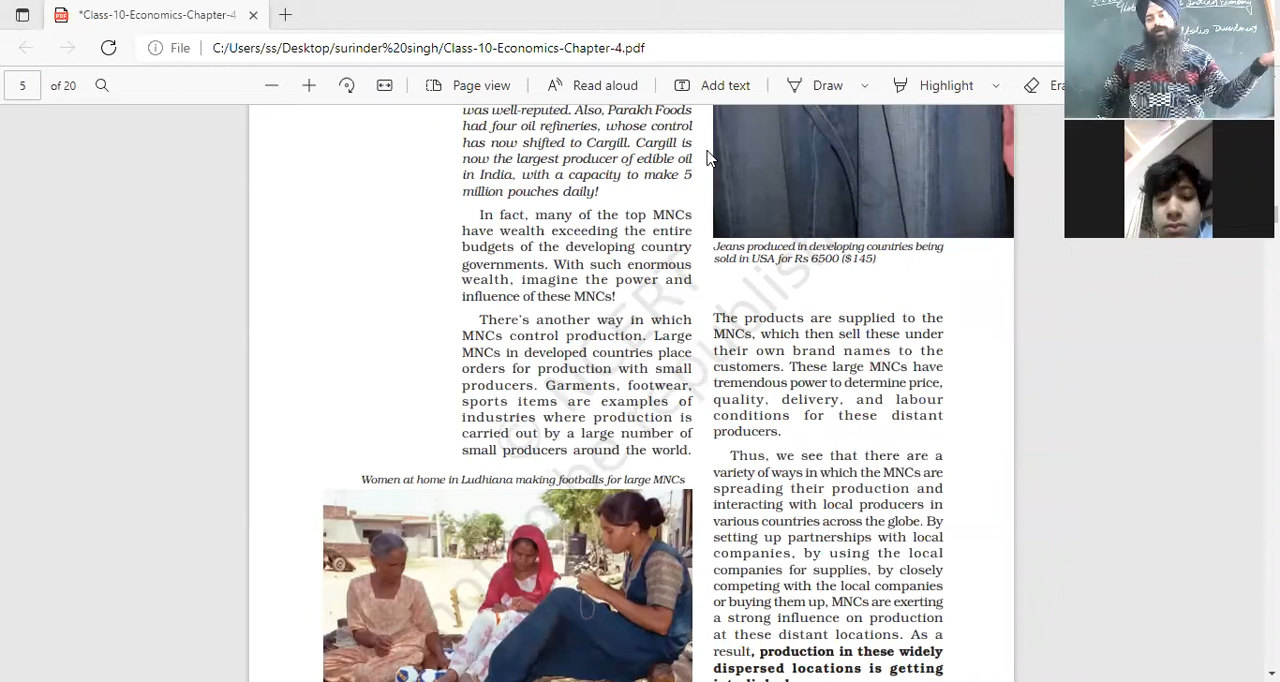 *Class-10-Economics-Chapter-4
File
C:/Users/ss/Desktop/surinder%20singh/Class-10-Economics-Chapter-4.pdf
5 of 20
Page view
Read aloud
Add text
Draw
Highlight
Era
was well-reputed. Also, Parakh Foods
had four oil refineries, whose control
has now shifted to Cargill. Cargill is
now the largest producer of edible oil
in India, with a capacity to make 5
million pouches daily!
In fact, many of the top MNCs
have wealth exceeding the entire
budgets of the developing country
governments. With such enormous
wealth, imagine the power and
influence of these MNCs!
There's another way in which
MNCs control production. Large
MNCs in developed countries place
orders for production with small
producers. Garments, footwear,
sports items are examples of
industries where production is
carried out by a large number of
small producers around the world.
Women at home in Ludhiana making footballs for large MNCs
Jeans produced in developing countries being
sold in USA for Rs 6500 ($145)
The products are supplied to the
MNCs, which then sell these under
their own brand names to the
customers. These large MNCs have
tremendous power to determine price,
quality, delivery, and labour
conditions for these distant
producers.
Thus, we see that there are a
variety of ways in which the MNCs are
spreading their production and
interacting with local producers in
various countries across the globe. By
setting up partnerships with local
companies, by using the local
companies for supplies, by closely
competing with the local companies
or buying them up, MNCs are exerting
a strong influence on production
at these distant locations. As a
result, production in these widely
dispersed locations is getting
© NCERT